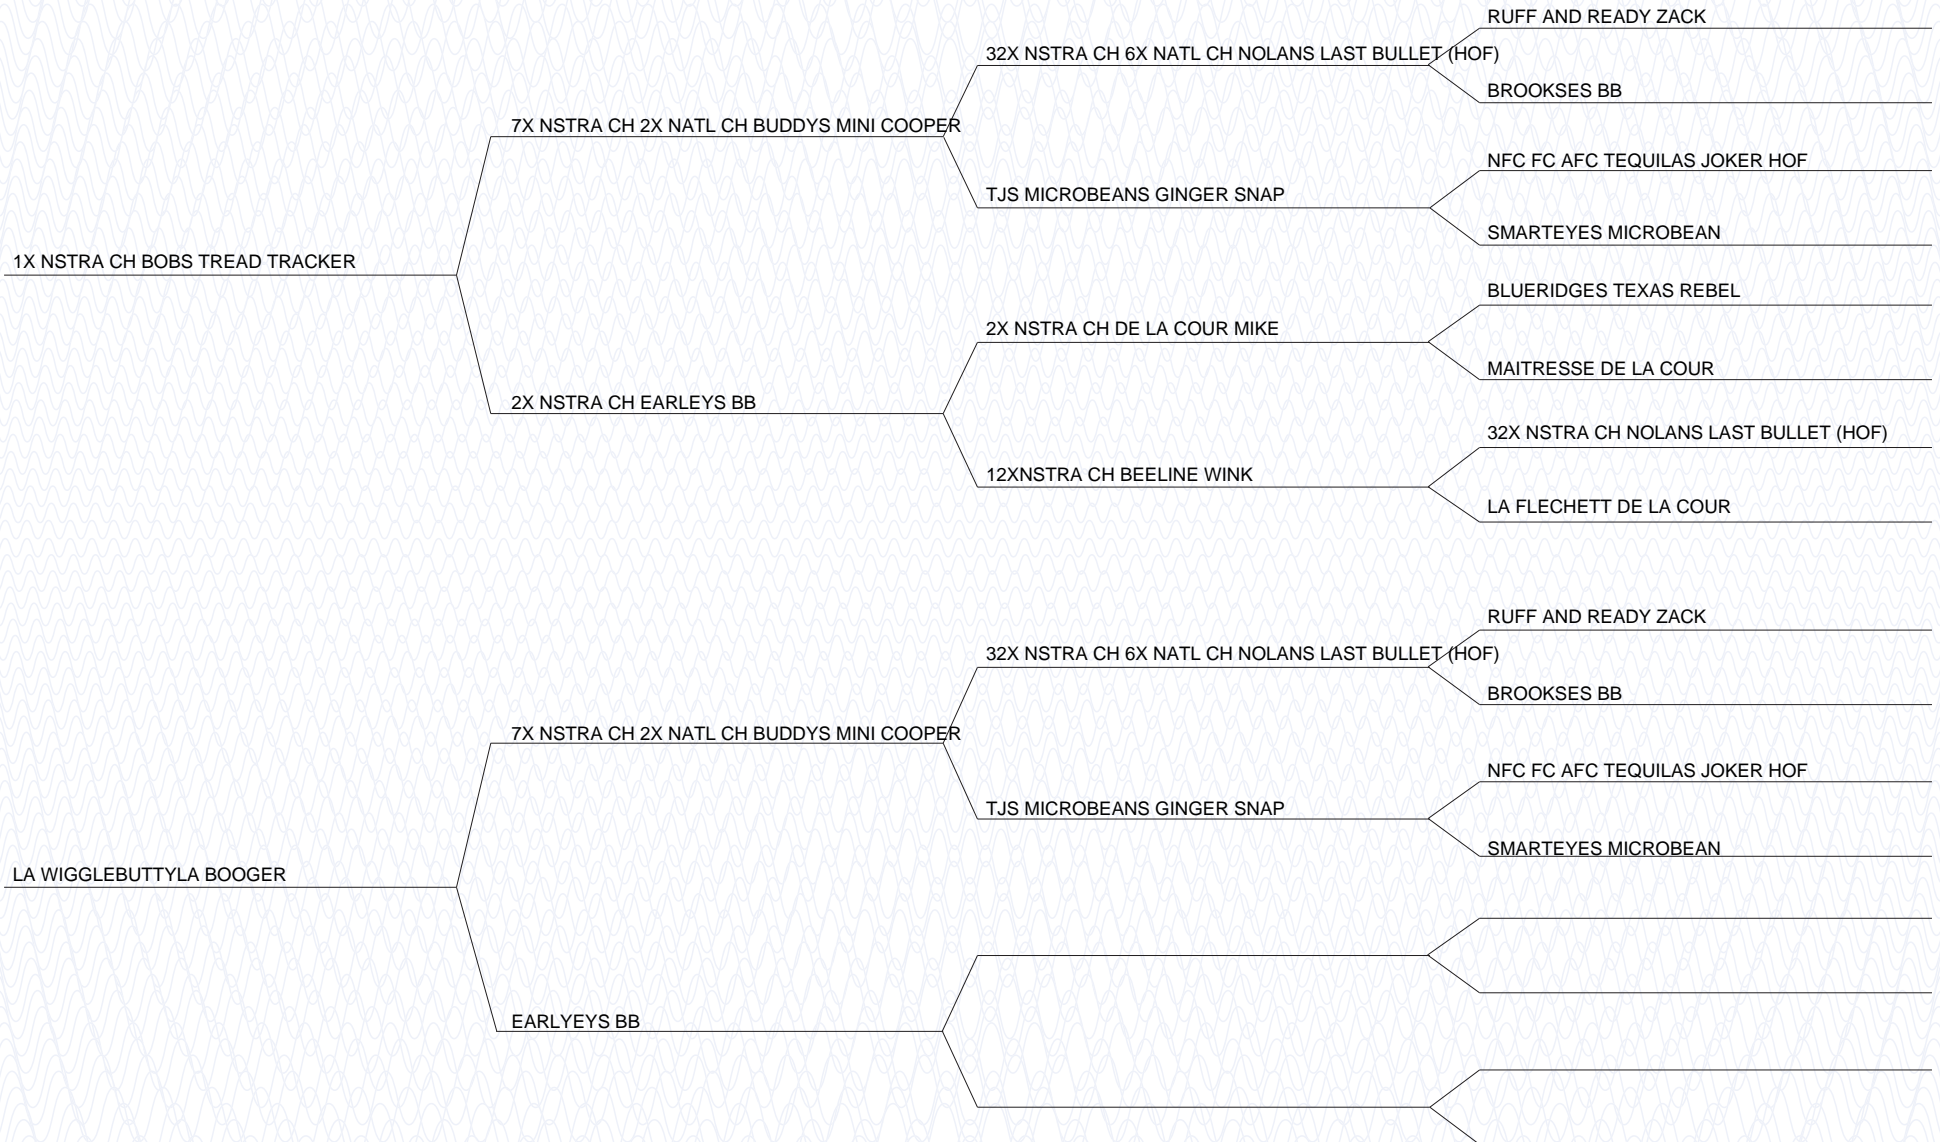 RUFF AND READY ZACK
32X NSTRA CH 6X NATL CH NOLANS LAST BULLET (HOF)
BROOKSES BB
7X NSTRA CH 2X NATL CH BUDDYS MINI COOPER
NFC FC AFC TEQUILAS JOKER HOF
TJS MICROBEANS GINGER SNAP
SMARTEYES MICROBEAN
1X NSTRA CH BOBS TREAD TRACKER
BLUERIDGES TEXAS REBEL
2X NSTRA CH DE LA COUR MIKE
MAITRESSE DE LA COUR
2X NSTRA CH EARLEYS BB
32X NSTRA CH NOLANS LAST BULLET (HOF)
12XNSTRA CH BEELINE WINK
LA FLECHETT DE LA COUR
RUFF AND READY ZACK
32X NSTRA CH 6X NATL CH NOLANS LAST BULLET (HOF)
BROOKSES BB
7X NSTRA CH 2X NATL CH BUDDYS MINI COOPER
NFC FC AFC TEQUILAS JOKER HOF
TJS MICROBEANS GINGER SNAP
SMARTEYES MICROBEAN
LA WIGGLEBUTTYLA BOOGER
EARLYEYS BB